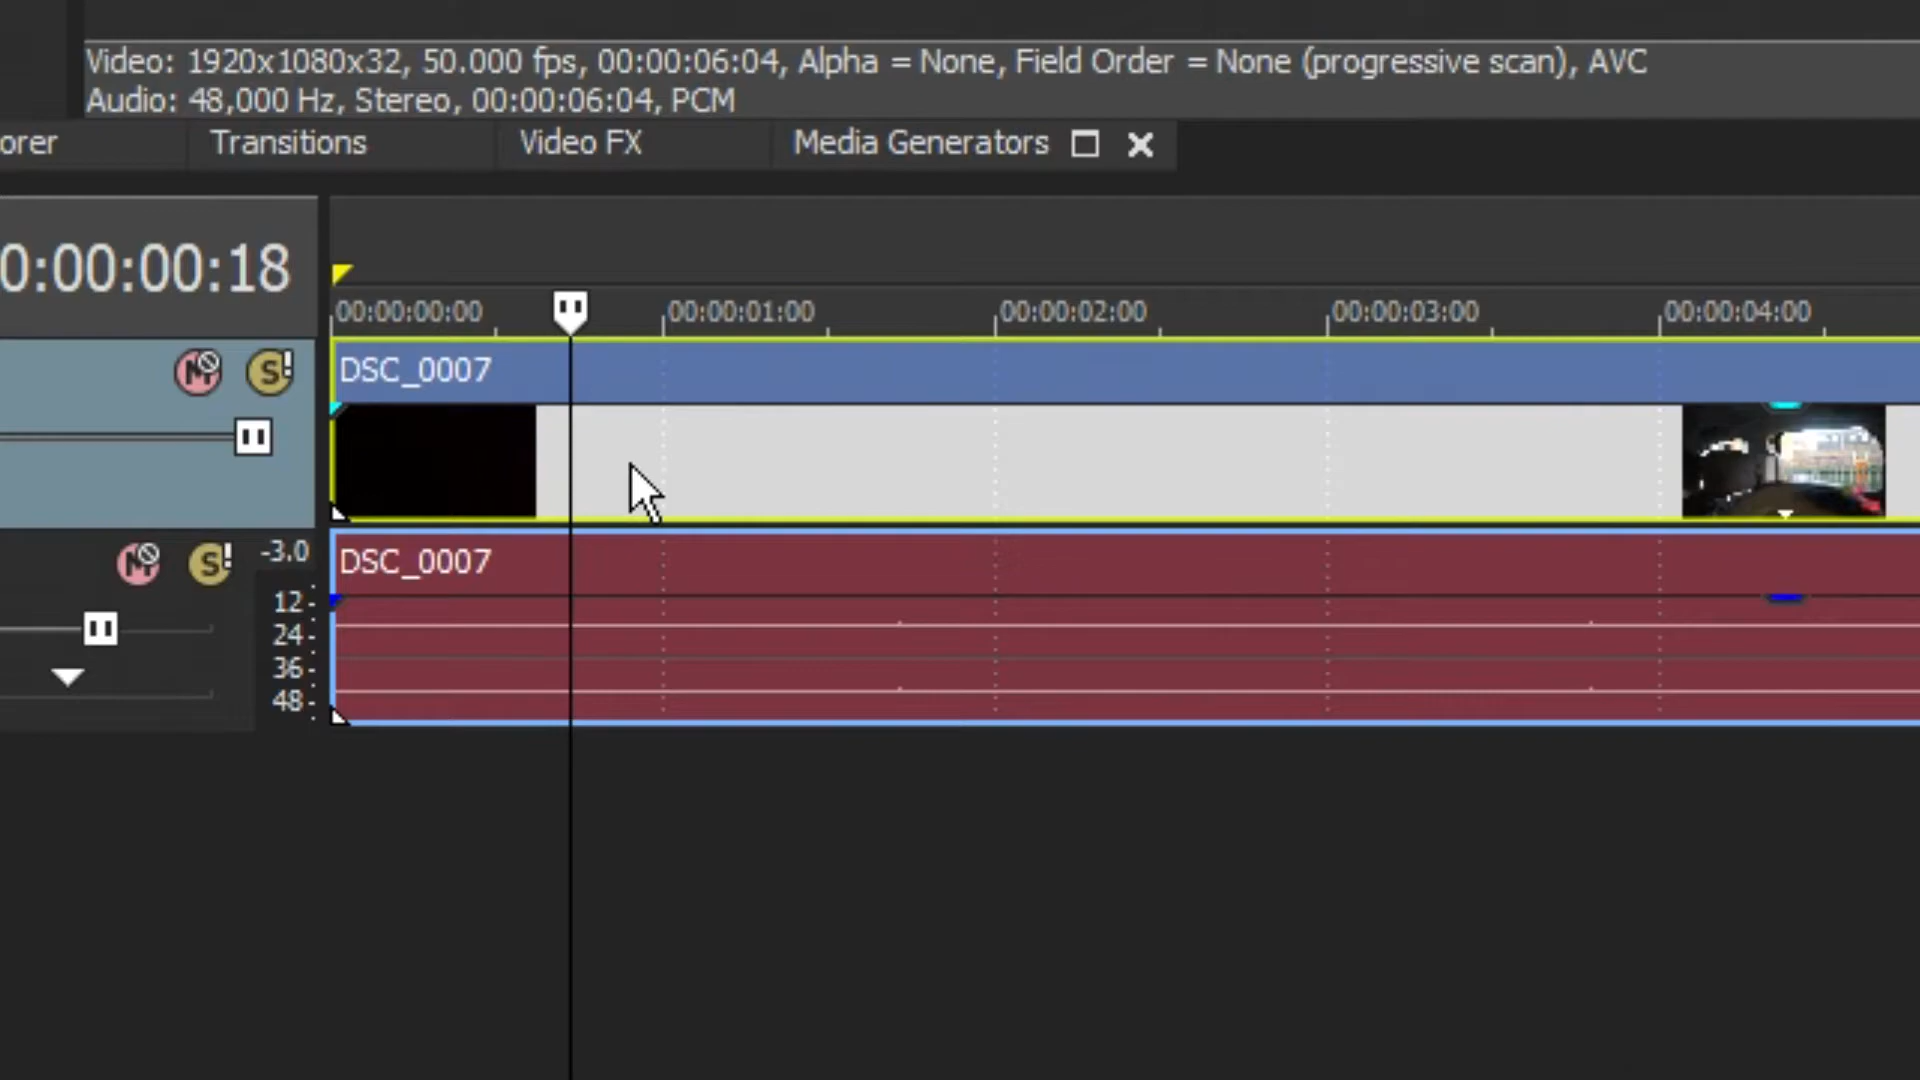 Video: 1920x1080x32, 50.000 fps, 00:00:06:04, Alpha = None, Field Order = None (progressive scan), AVC
Audio: 48,000 Hz, Stereo, 00:00:06:04, PCM
orer Transitions Video FX Media Generators
0:00:00:18
00:00:00:00 00:00:01:00 00:00:02:00 00:00:03:00 00:00:04:00
M S! DSC_0007
M S! -3.0 DSC_0007
12-
24-
36-
48-